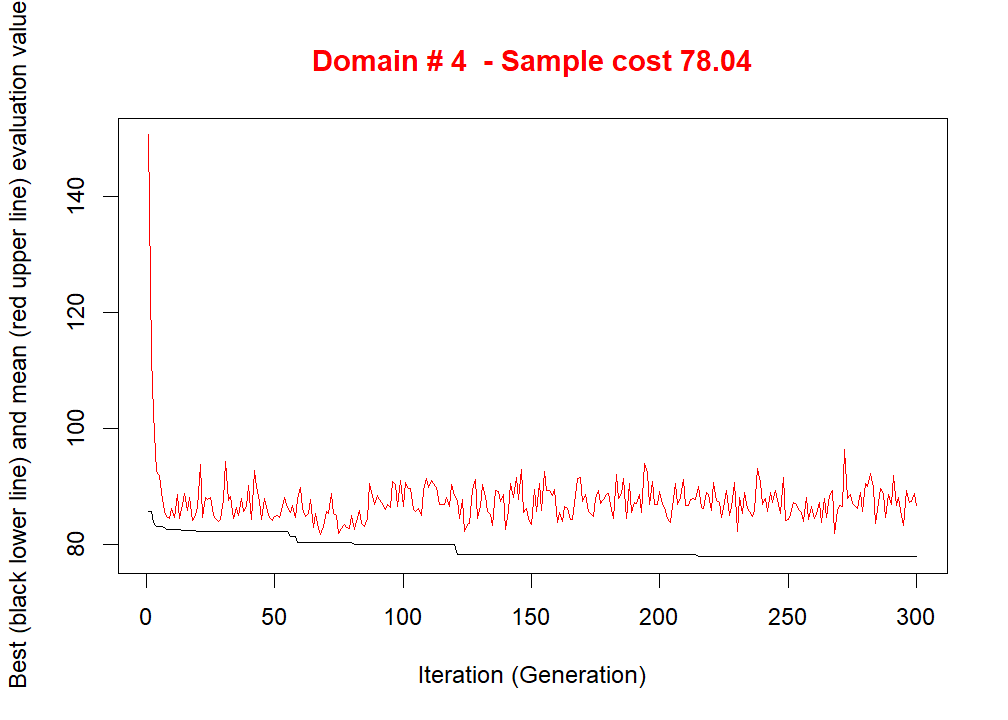 Domain # 4  - Sample cost 78.04
Best (black lower line) and mean (red upper line) evaluation value
140
120
100
80
0 50 100 150 200 250 300
Iteration (Generation)